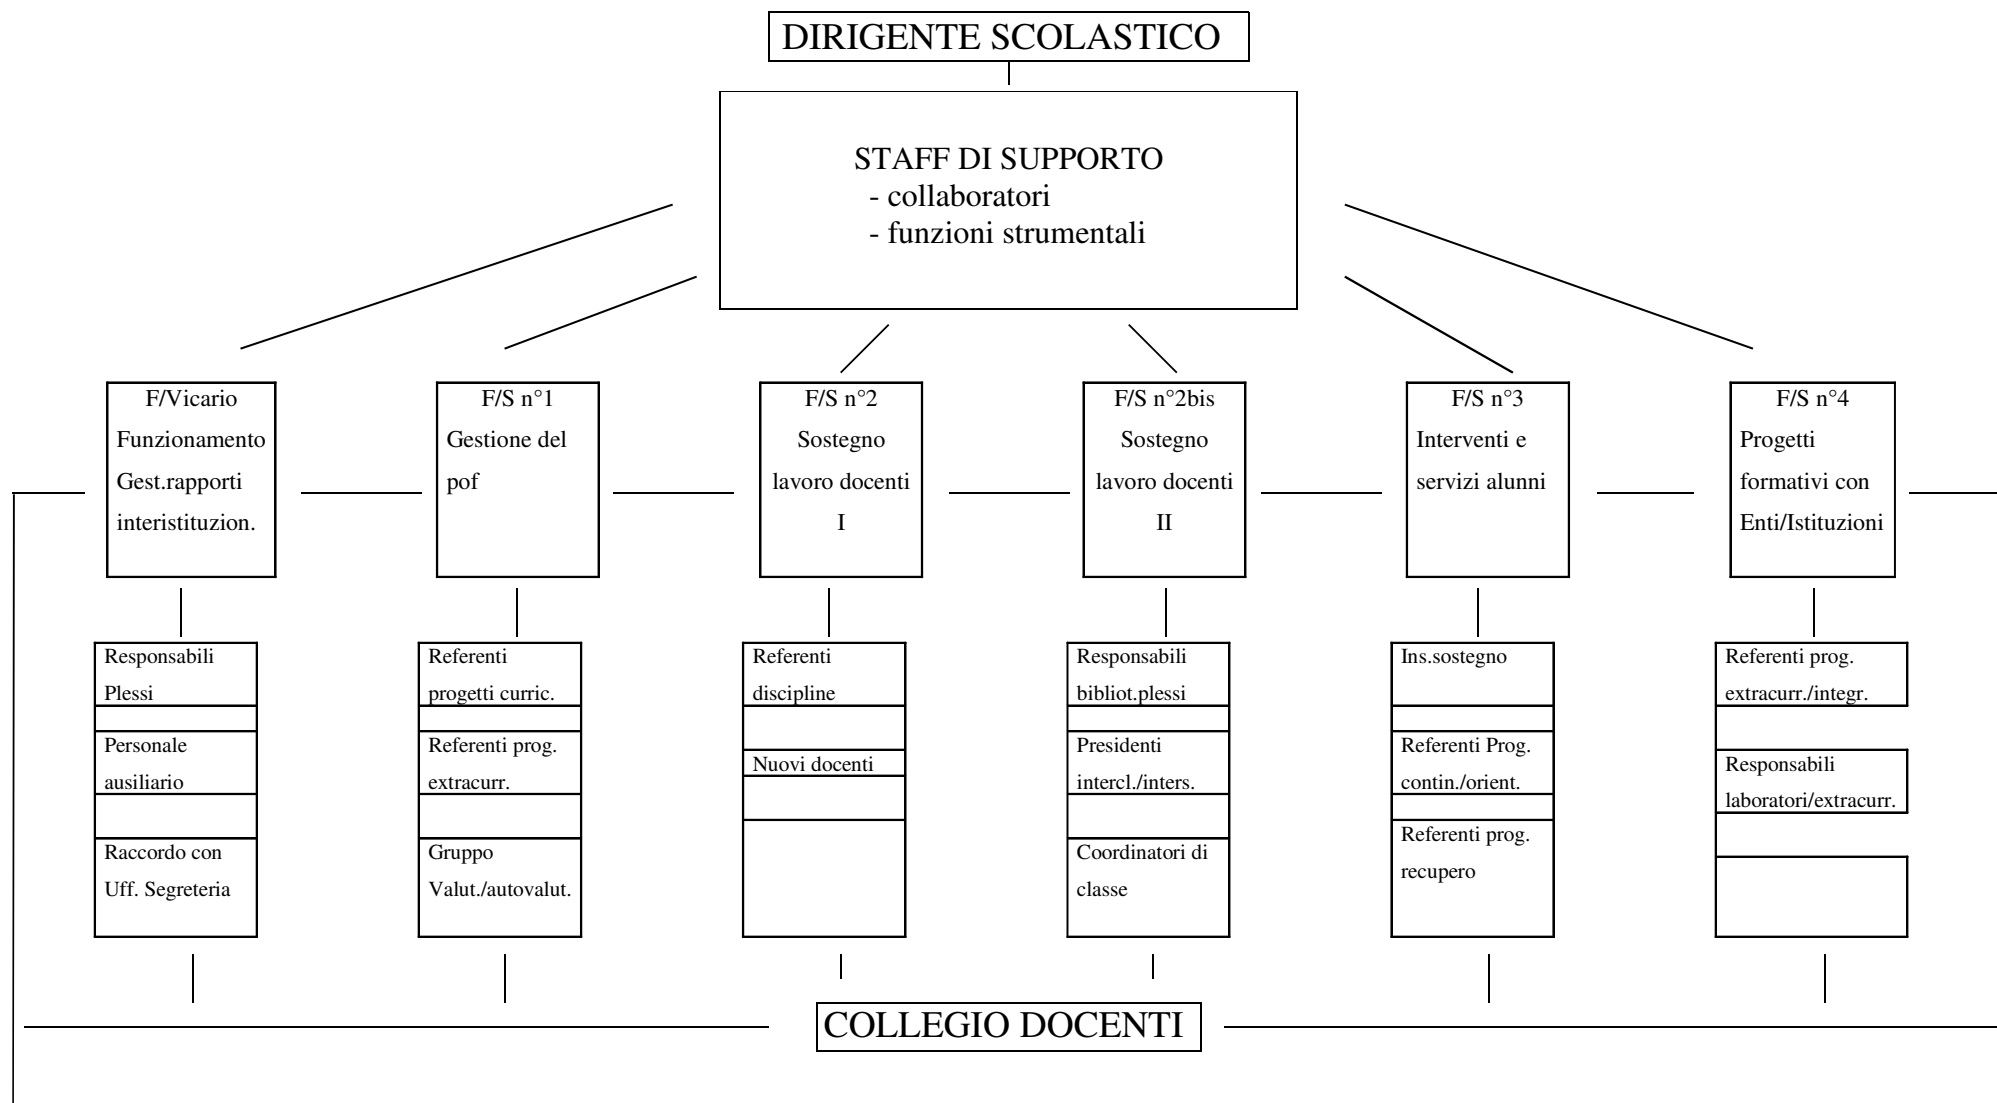 DIRIGENTE SCOLASTICO
STAFF DI SUPPORTO
- collaboratori
- funzioni strumentali
F/Vicario
Funzionamento
Gest.rapporti
interistituzion.
F/S n°1
Gestione del
pof
F/S n°2
Sostegno
lavoro docenti
I
F/S n°2bis
Sostegno
lavoro docenti
II
F/S n°3
Interventi e
servizi alunni
F/S n°4
Progetti
formativi con
Enti/Istituzioni
Responsabili
Plessi
Personale
ausiliario
Raccordo con
Uff. Segreteria
Referenti
progetti curric.
Referenti prog.
extracurr.
Gruppo
Valut./autovalut.
Referenti
discipline
Nuovi docenti
Responsabili
bibliot.plessi
Presidenti
intercl./inters.
Coordinatori di
classe
Ins.sostegno
Referenti Prog.
contin./orient.
Referenti prog.
recupero
Referenti prog.
extracurr./integr.
Responsabili
laboratori/extracurr.
COLLEGIO DOCENTI